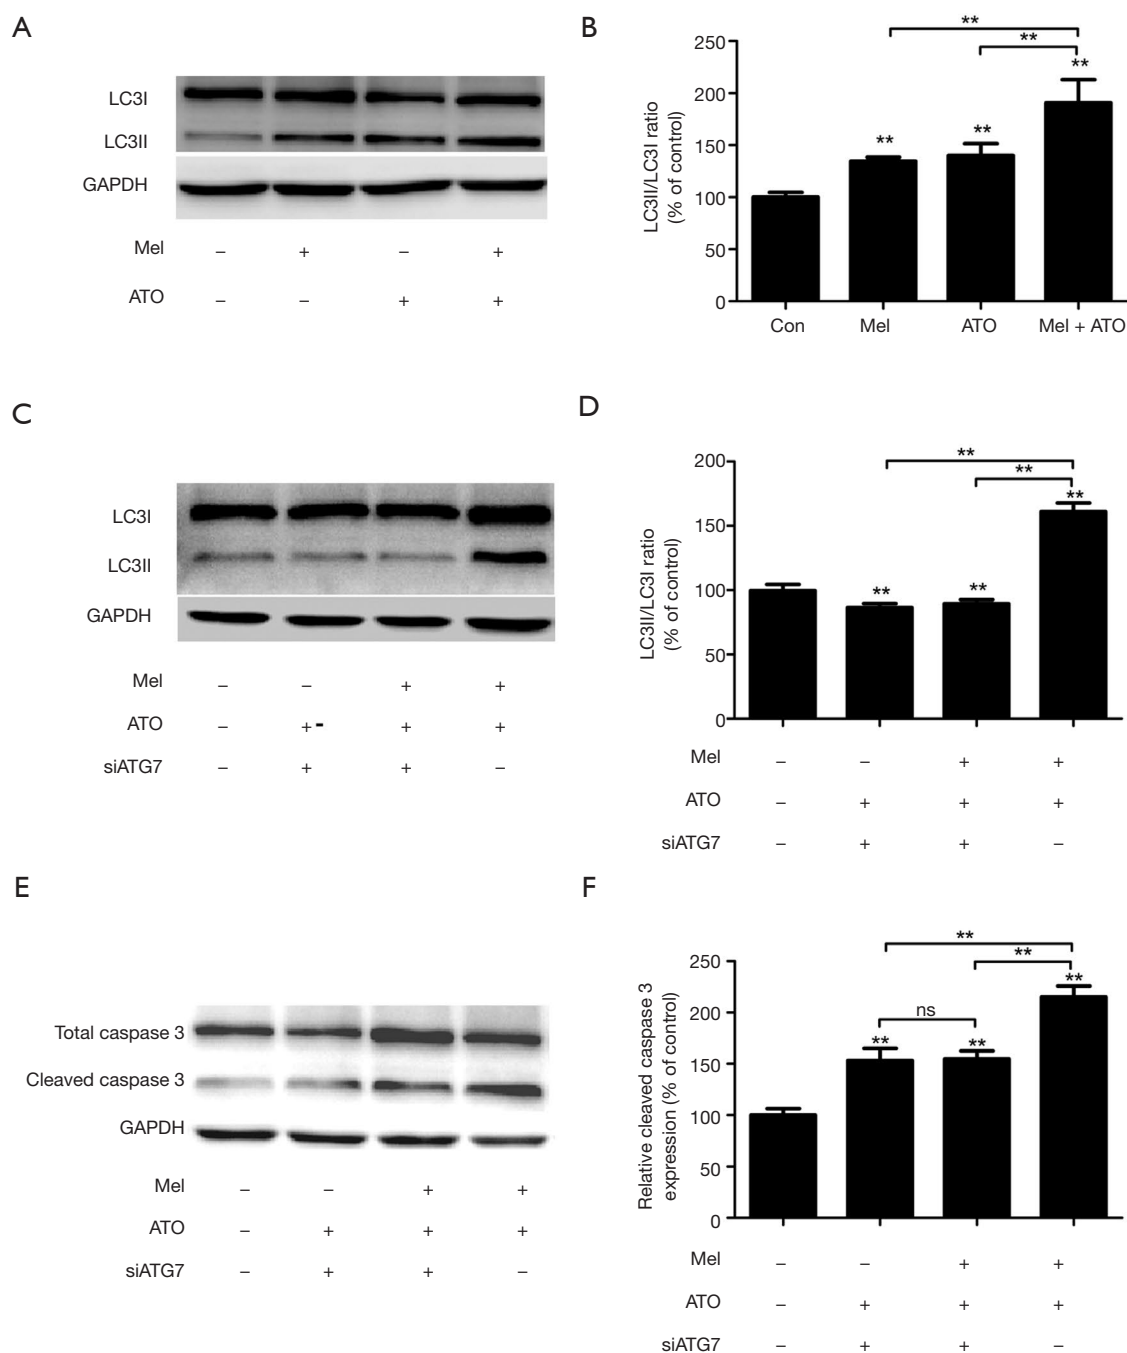 A
LC3I
LC3II
GAPDH
Mel – + – +
ATO – – + +
B
LC3II/LC3I ratio
(% of control)
250
200
150
100
50
0
**
**
**
**
**
Con Mel ATO Mel + ATO
C
LC3I
LC3II
GAPDH
Mel – – + +
ATO – +- + +
siATG7 – + + –
D
LC3II/LC3I ratio
(% of control)
200
150
100
50
0
**
**
**
**
**
Mel – – + +
ATO – + + +
siATG7 – + + –
E
Total caspase 3
Cleaved caspase 3
GAPDH
Mel – – + +
ATO – + + +
siATG7 – + + –
F
Relative cleaved caspase 3
expression (% of control)
250
200
150
100
50
0
**
**
**
ns
**
**
Mel – – + +
ATO – + + +
siATG7 – + + –